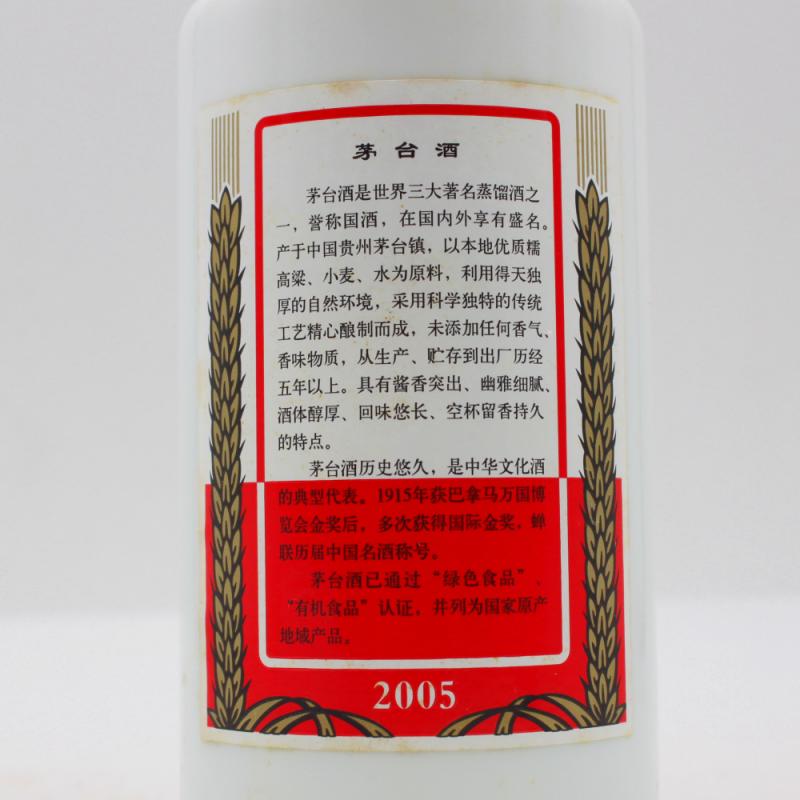 茅台酒
茅台酒是世界三大著名蒸馏酒之
一，誉称国酒，在国内外享有盛名。
产于中国贵州茅台镇，以本地优质糯
高粱、小麦、水为原料，利用得天独
厚的自然环境，采用科学独特的传统
工艺精心酿制而成，未添加任何香气、
香味物质，从生产、贮存到出厂历经
五年以上。具有酱香突出、幽雅细腻、
酒体醇厚、回味悠长、空杯留香持久
的特点。
茅台酒历史悠久，是中华文化酒
的典型代表。1915年获巴拿马万国博
览会金奖后，多次获得国际金奖，蝉
联历届中国名酒称号。
茅台酒已通过“绿色食品”、
“有机食品”认证，并列为国家原产
地域产品。
2005